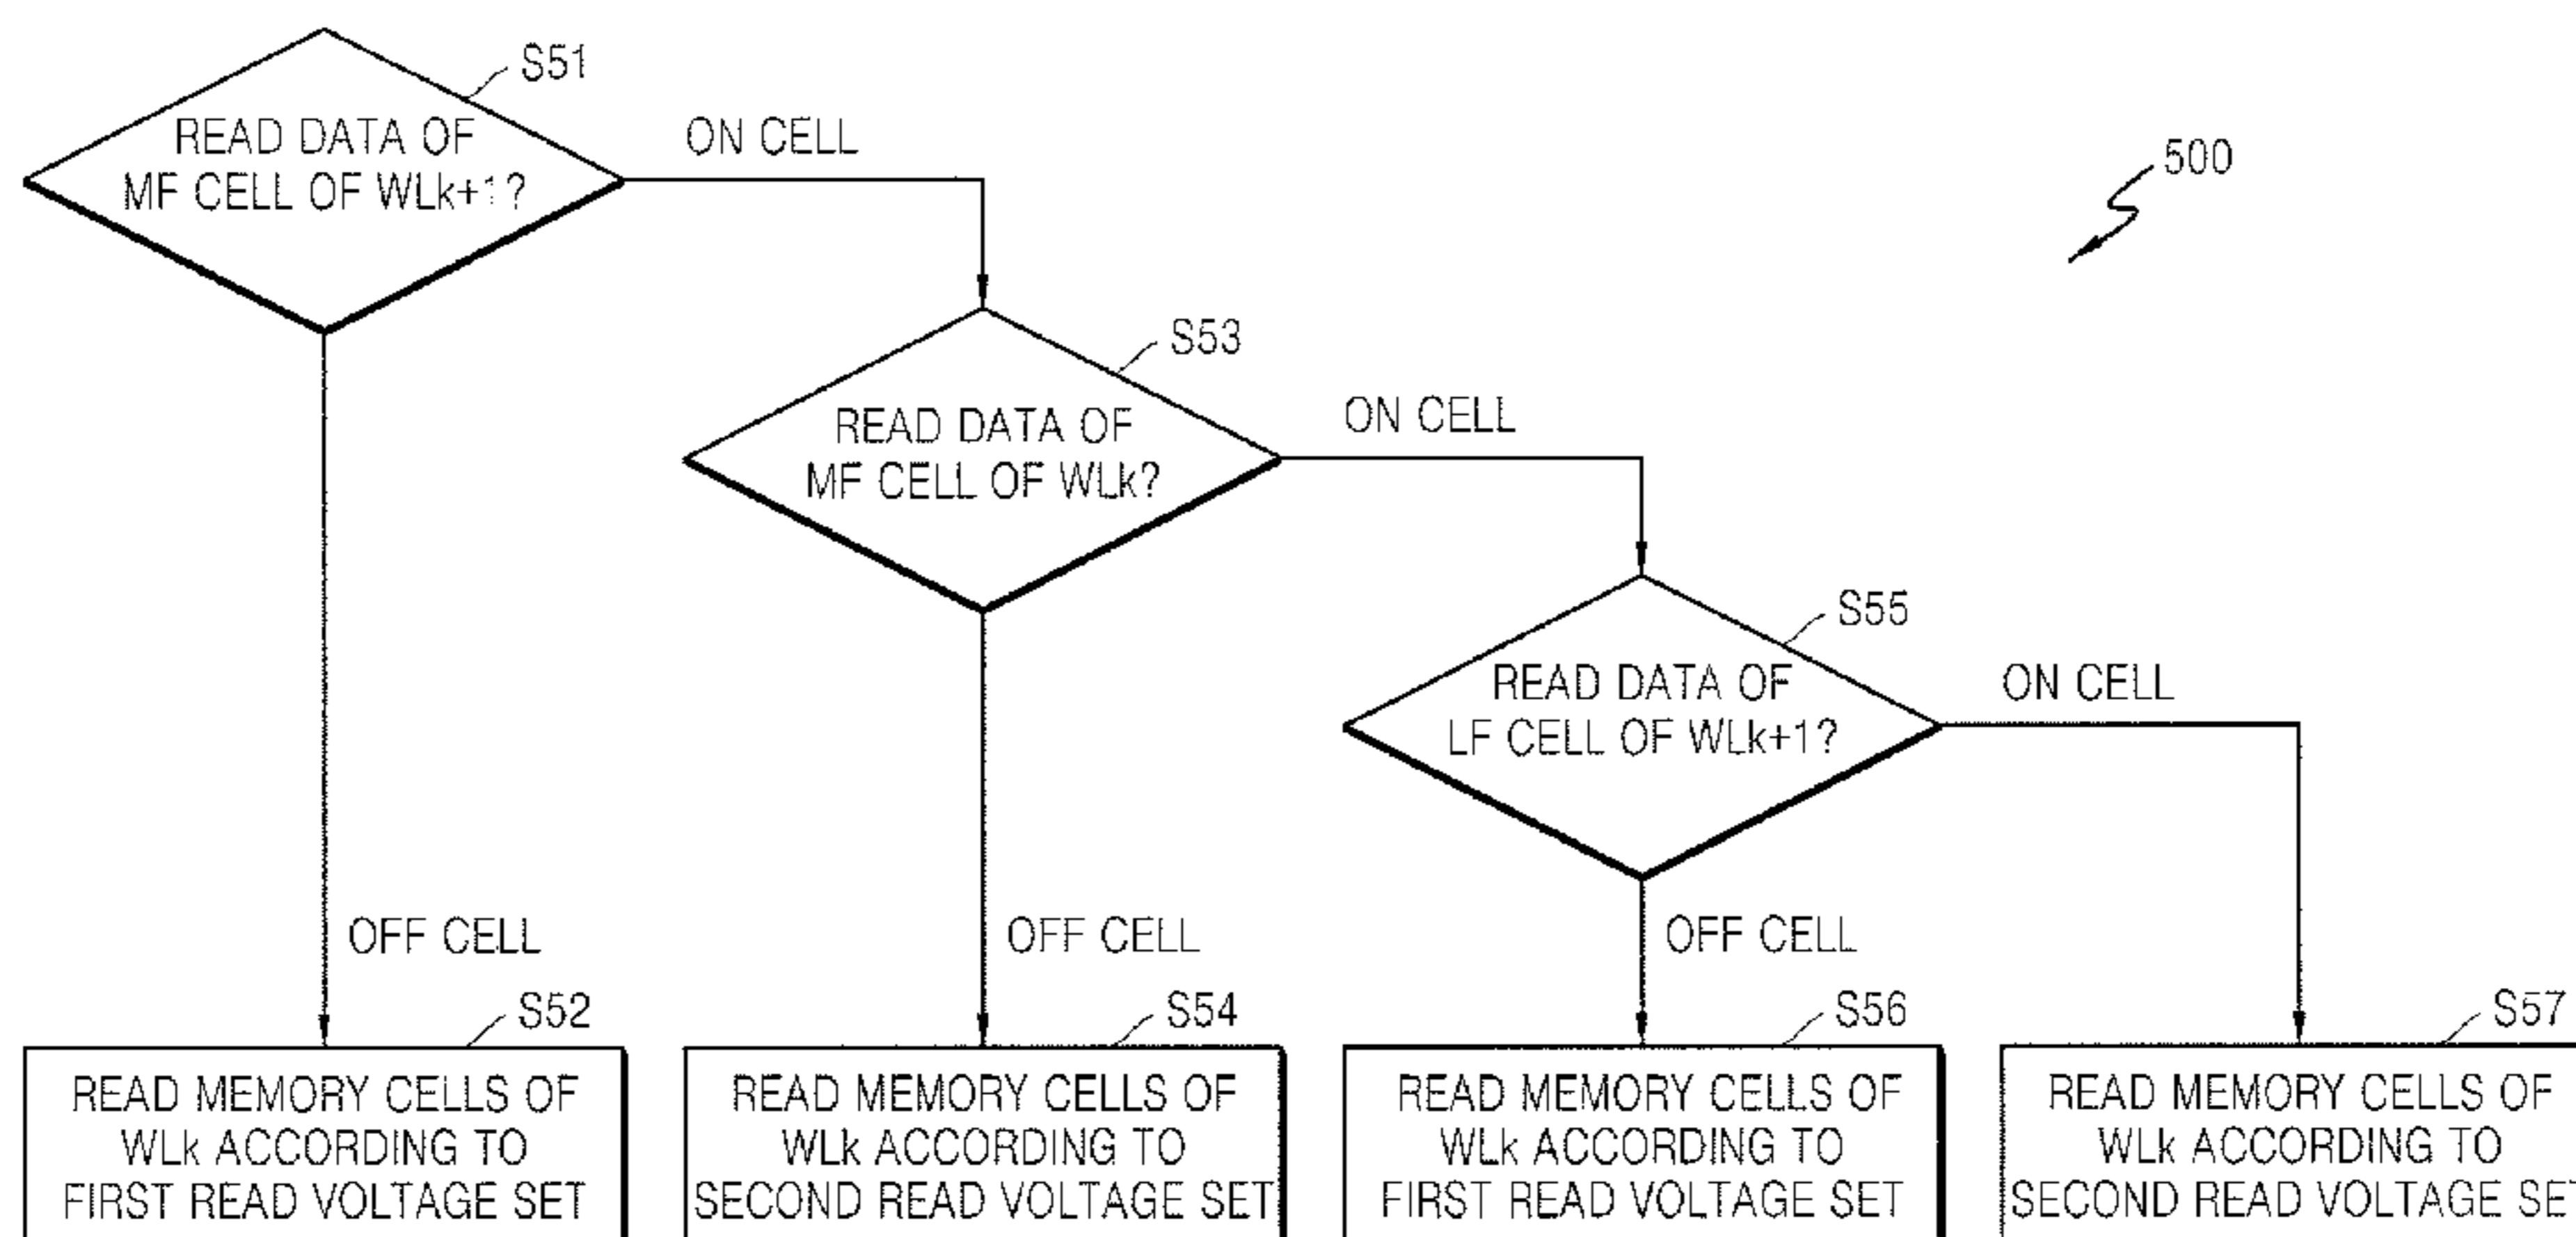 S51
READ DATA OF
MF CELL OF WLk+1?
ON CELL
500
S53
READ DATA OF
MF CELL OF WLk?
ON CELL
S55
READ DATA OF
LF CELL OF WLk+1?
ON CELL
OFF CELL
OFF CELL
OFF CELL
S52
READ MEMORY CELLS OF
WLk ACCORDING TO
FIRST READ VOLTAGE SET
S54
READ MEMORY CELLS OF
WLk ACCORDING TO
SECOND READ VOLTAGE SET
S56
READ MEMORY CELLS OF
WLk ACCORDING TO
FIRST READ VOLTAGE SET
S57
READ MEMORY CELLS OF
WLk ACCORDING TO
SECOND READ VOLTAGE SET